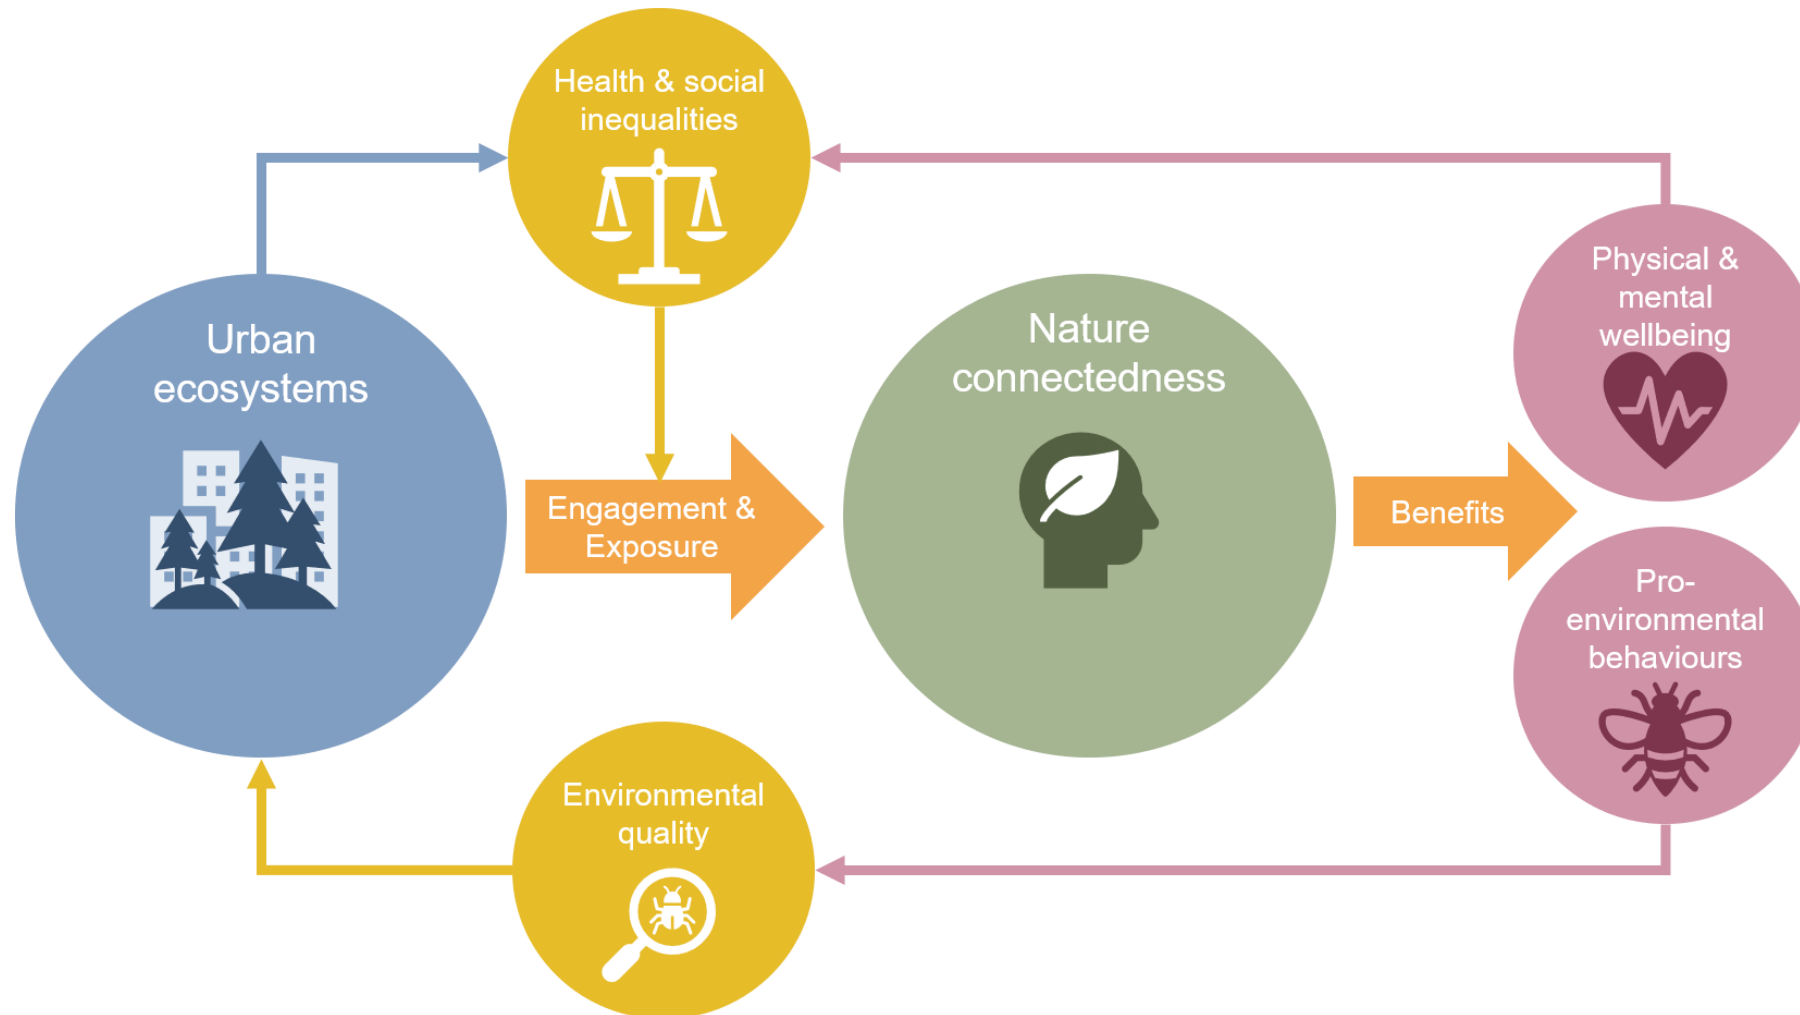 Health & social
inequalities
Urban
ecosystems
Engagement &
Exposure
Nature
connectedness
Benefits
Physical &
mental
wellbeing
Pro-
environmental
behaviours
Environmental
quality